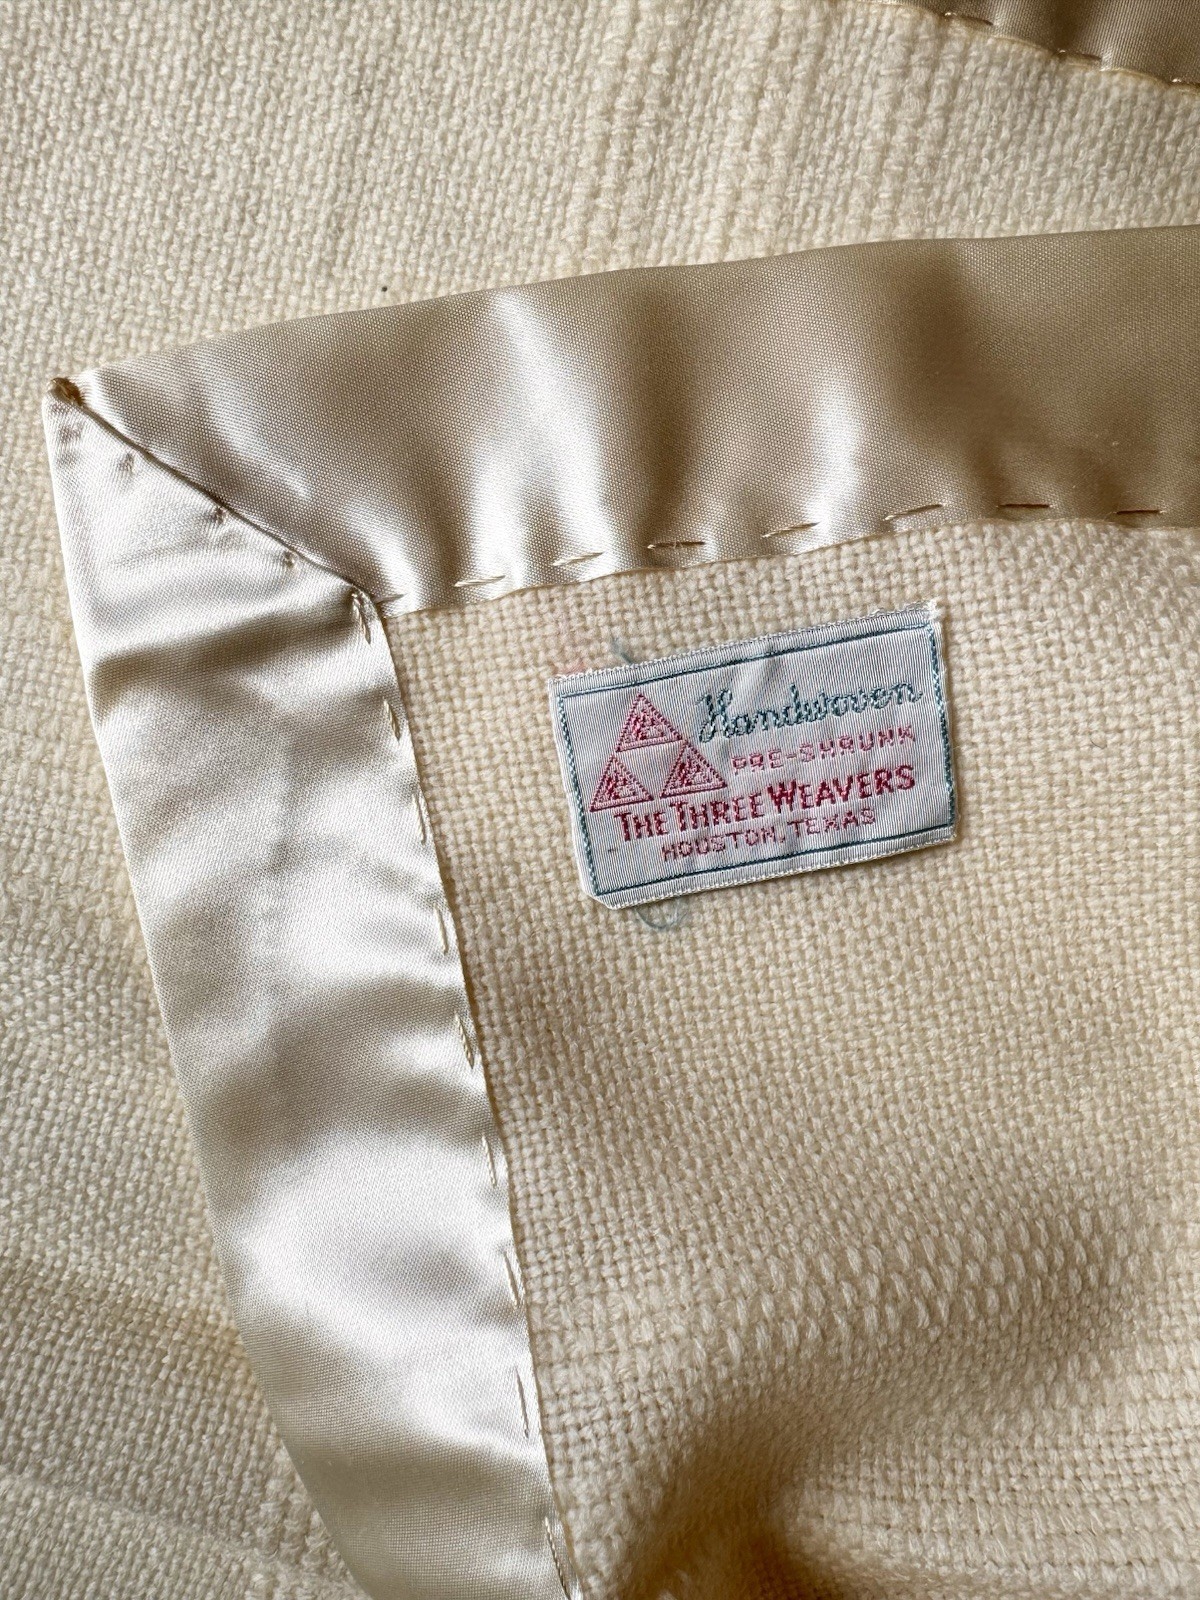 Handwoven
PRE-SHRUNK
THE THREE WEAVERS
HOUSTON, TEXAS